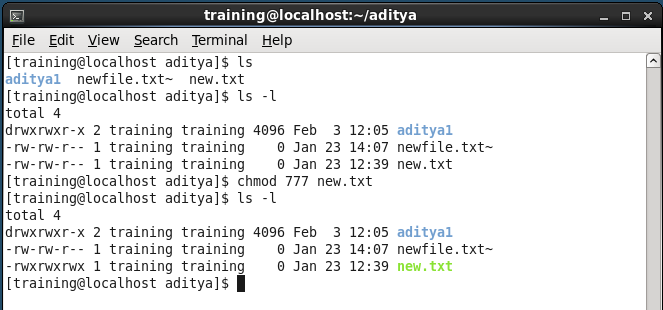 training@localhost:~/aditya
File Edit View Search Terminal Help
[training@localhost aditya]$ ls
aditya1  newfile.txt~  new.txt
[training@localhost aditya]$ ls -l
total 4
drwxrwxr-x 2 training training 4096 Feb  3 12:05 aditya1
-rw-rw-r-- 1 training training    0 Jan 23 14:07 newfile.txt~
-rw-rw-r-- 1 training training    0 Jan 23 12:39 new.txt
[training@localhost aditya]$ chmod 777 new.txt
[training@localhost aditya]$ ls -l
total 4
drwxrwxr-x 2 training training 4096 Feb  3 12:05 aditya1
-rw-rw-r-- 1 training training    0 Jan 23 14:07 newfile.txt~
-rwxrwxrwx 1 training training    0 Jan 23 12:39 new.txt
[training@localhost aditya]$